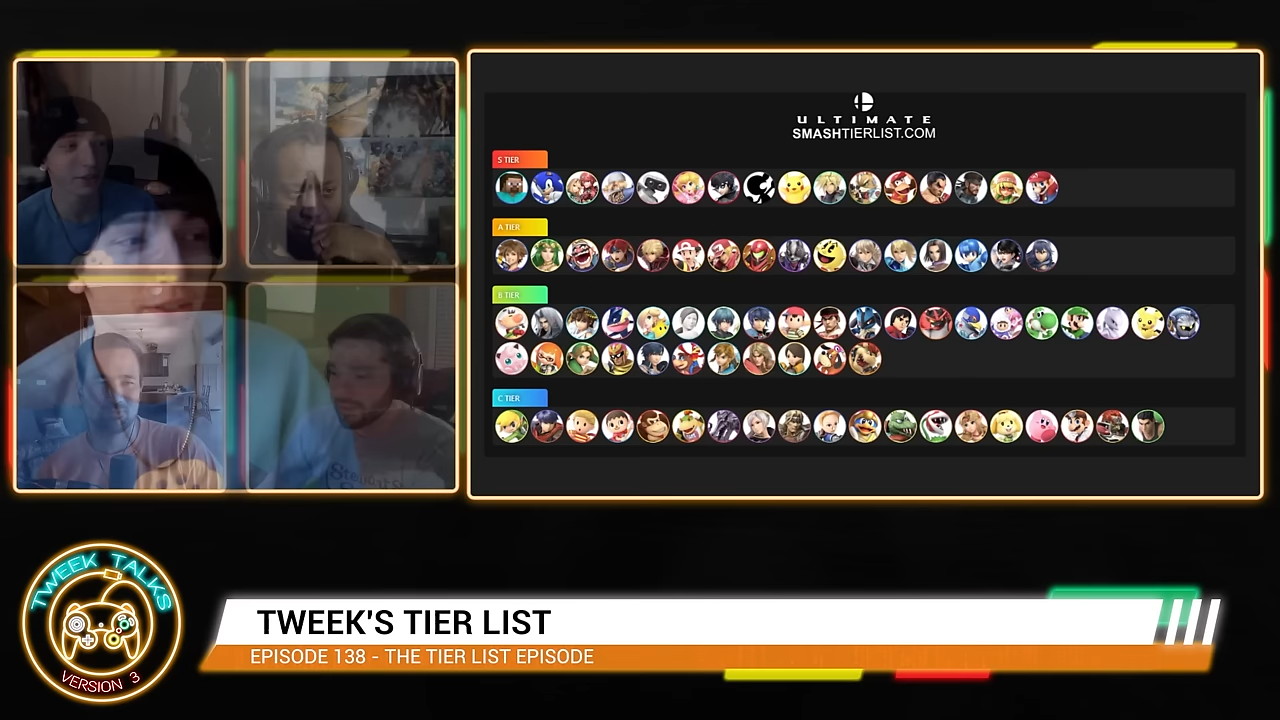 ULTIMATE
SMASHTIERLIST.COM
S TIER
A TIER
B TIER
C TIER
TWEEK TALKS
VERSION 3
TWEEK'S TIER LIST
EPISODE 138 - THE TIER LIST EPISODE